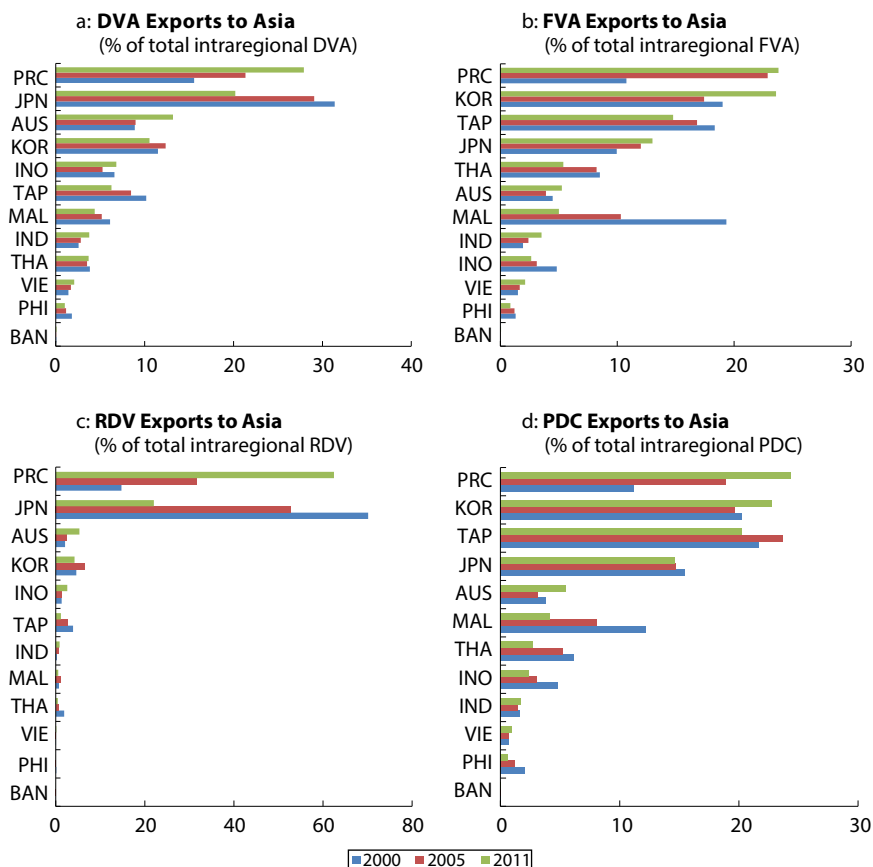 a: DVA Exports to Asia
(% of total intraregional DVA)
PRC
JPN
AUS
KOR
INO
TAP
MAL
IND
THA
VIE
PHI
BAN
0 10 20 30 40
b: FVA Exports to Asia
(% of total intraregional FVA)
PRC
KOR
TAP
JPN
THA
AUS
MAL
IND
INO
VIE
PHI
BAN
0 10 20 30
c: RDV Exports to Asia
(% of total intraregional RDV)
PRC
JPN
AUS
KOR
INO
TAP
IND
MAL
THA
VIE
PHI
BAN
0 20 40 60 80
d: PDC Exports to Asia
(% of total intraregional PDC)
PRC
KOR
TAP
JPN
AUS
MAL
THA
INO
IND
VIE
PHI
BAN
0 10 20 30
2000 2005 2011